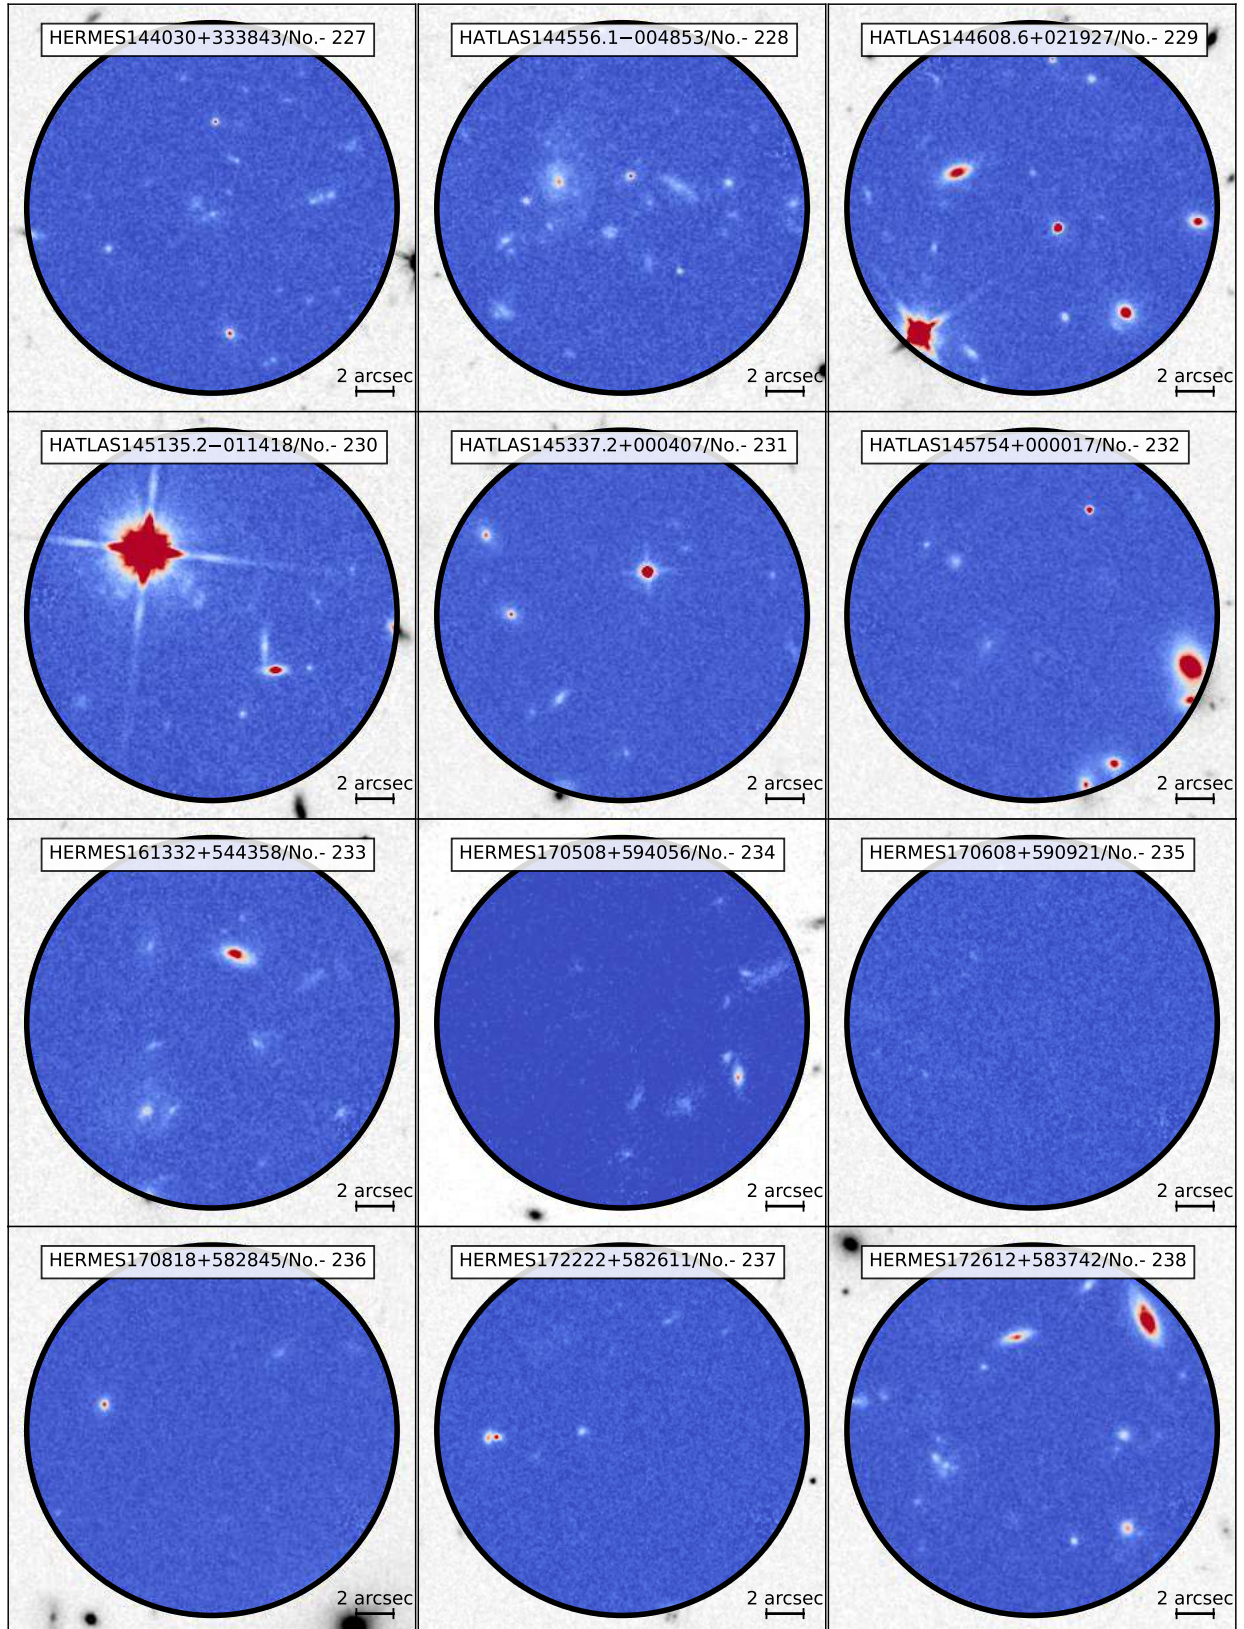 HERMES144030+333843/No.- 227
HATLAS144556.1−004853/No.- 228
HATLAS144608.6+021927/No.- 229
2 arcsec
2 arcsec
2 arcsec
HATLAS145135.2−011418/No.- 230
HATLAS145337.2+000407/No.- 231
HATLAS145754+000017/No.- 232
2 arcsec
2 arcsec
2 arcsec
HERMES161332+544358/No.- 233
HERMES170508+594056/No.- 234
HERMES170608+590921/No.- 235
2 arcsec
2 arcsec
2 arcsec
HERMES170818+582845/No.- 236
HERMES172222+582611/No.- 237
HERMES172612+583742/No.- 238
2 arcsec
2 arcsec
2 arcsec